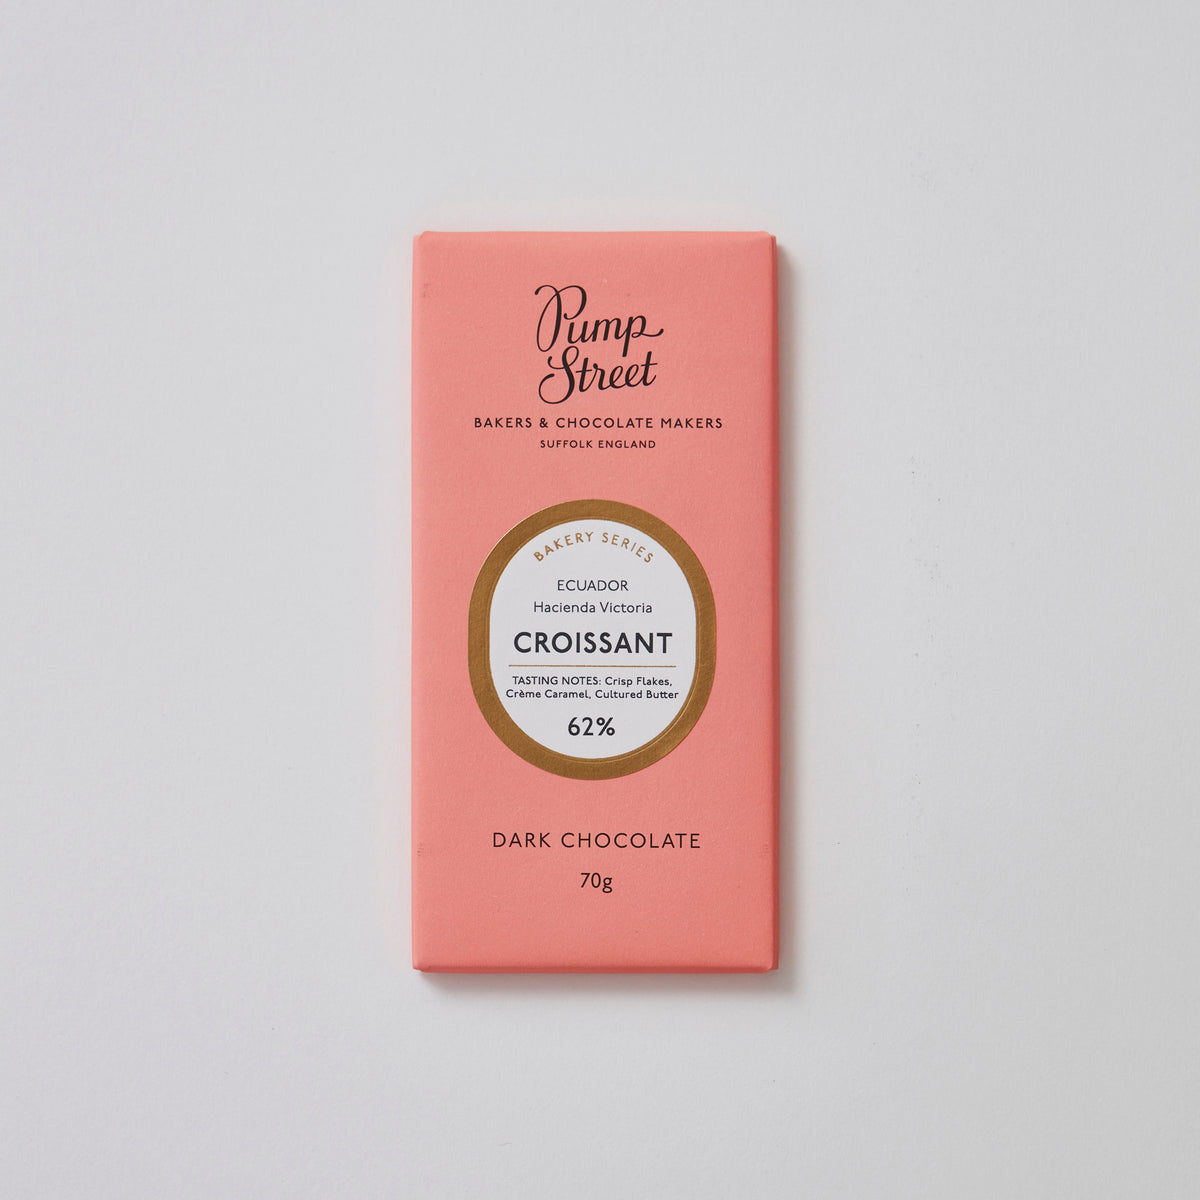 Pump
Street
BAKERS & CHOCOLATE MAKERS
SUFFOLK ENGLAND
BAKERY SERIES
ECUADOR
Hacienda Victoria
CROISSANT
TASTING NOTES: Crisp Flakes,
Crème Caramel, Cultured Butter
62%
DARK CHOCOLATE
70g